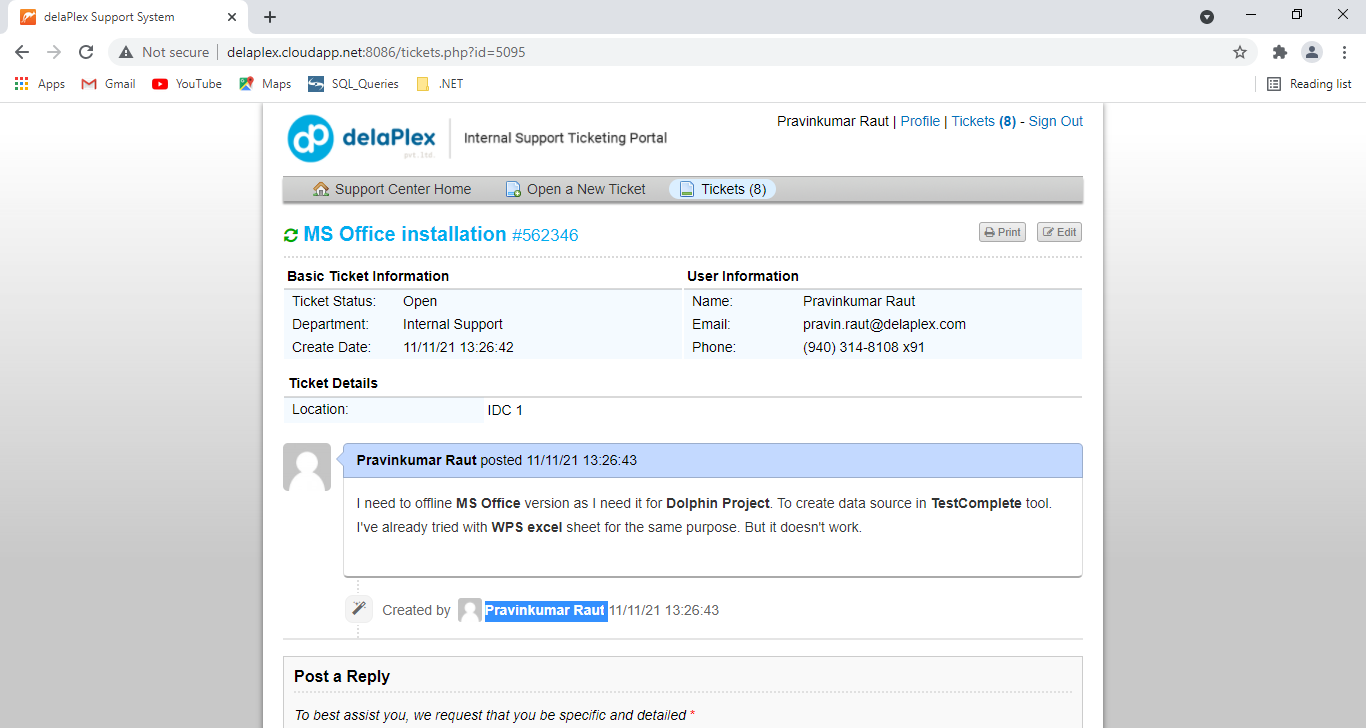 delaPlex Support System
Not secure | delaplex.cloudapp.net:8086/tickets.php?id=5095
Apps Gmail YouTube Maps SQL_Queries .NET Reading list
dp delaPlex pvt. ltd. Internal Support Ticketing Portal
Pravinkumar Raut | Profile | Tickets (8) - Sign Out
Support Center Home Open a New Ticket Tickets (8)
MS Office installation #562346 Print Edit
Basic Ticket Information User Information
Ticket Status: Open Name: Pravinkumar Raut
Department: Internal Support Email: pravin.raut@delaplex.com
Create Date: 11/11/21 13:26:42 Phone: (940) 314-8108 x91
Ticket Details
Location: IDC 1
Pravinkumar Raut posted 11/11/21 13:26:43
I need to offline MS Office version as I need it for Dolphin Project. To create data source in TestComplete tool.
I've already tried with WPS excel sheet for the same purpose. But it doesn't work.
Created by Pravinkumar Raut 11/11/21 13:26:43
Post a Reply
To best assist you, we request that you be specific and detailed *